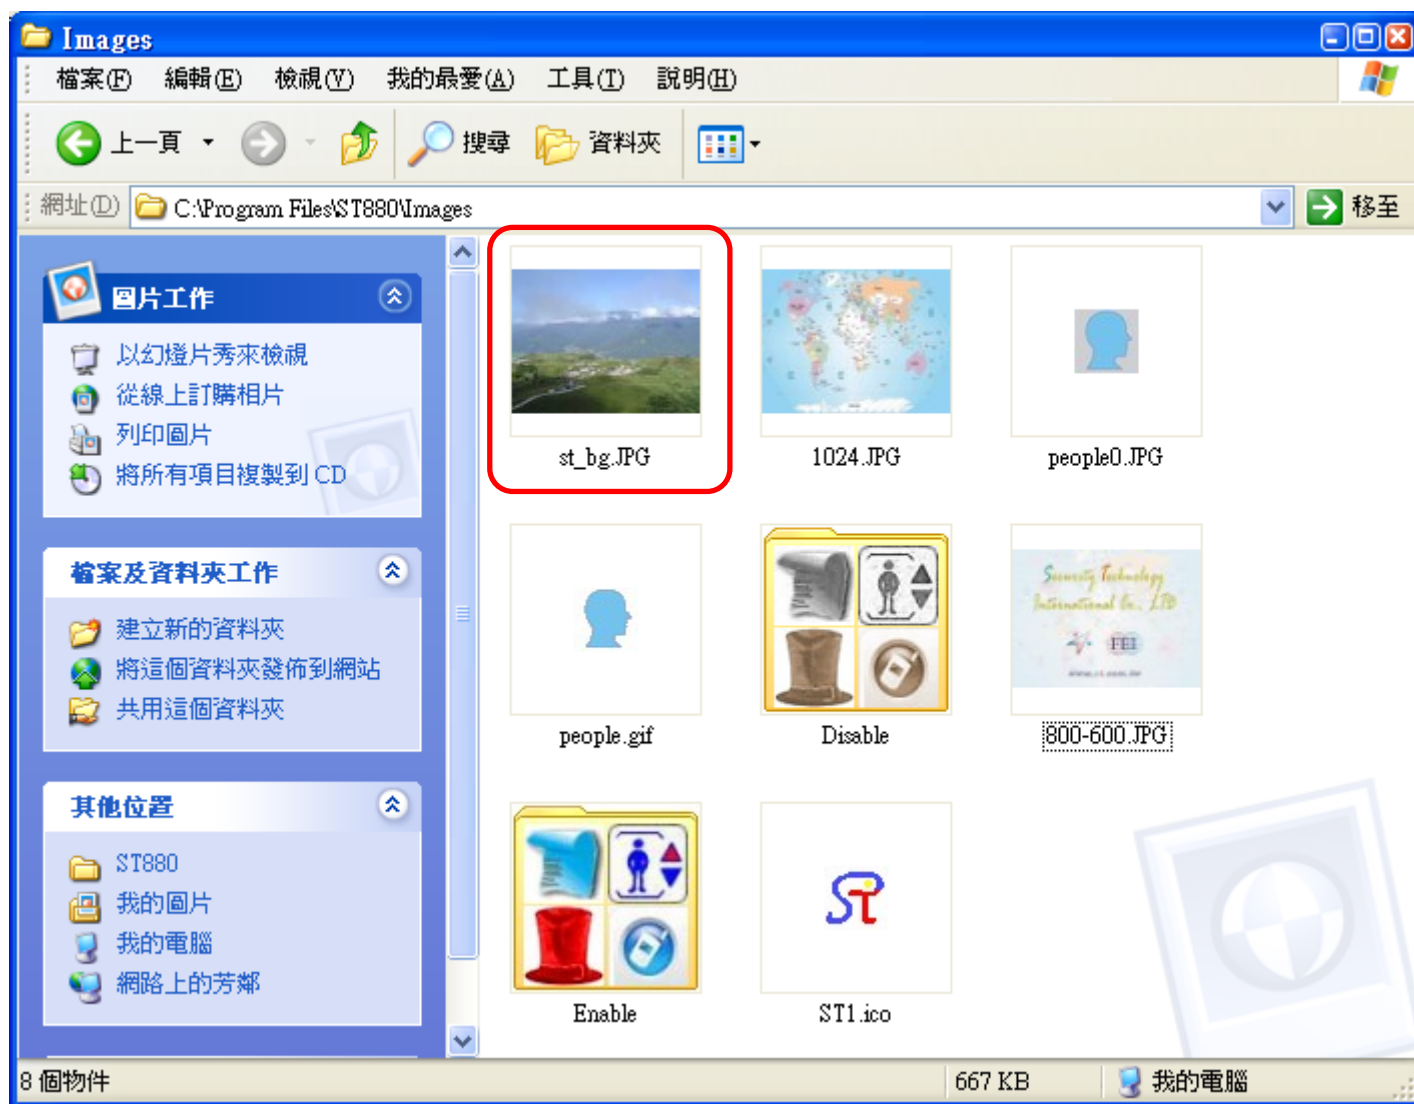 Images
檔案(F) 編輯(E) 檢視(V) 我的最愛(A) 工具(T) 說明(H)
上一頁 搜尋 資料夾
網址(D) C:\Program Files\ST880\Images 移至
圖片工作
以幻燈片秀來檢視
從線上訂購相片
列印圖片
將所有項目複製到 CD
檔案及資料夾工作
建立新的資料夾
將這個資料夾發佈到網站
共用這個資料夾
其他位置
ST880
我的圖片
我的電腦
網路上的芳鄰
st_bg.JPG 1024.JPG people0.JPG
Security Technology
International Co., LTD
FEI
people.gif Disable 800-600.JPG
Enable ST1.ico
8 個物件 667 KB 我的電腦